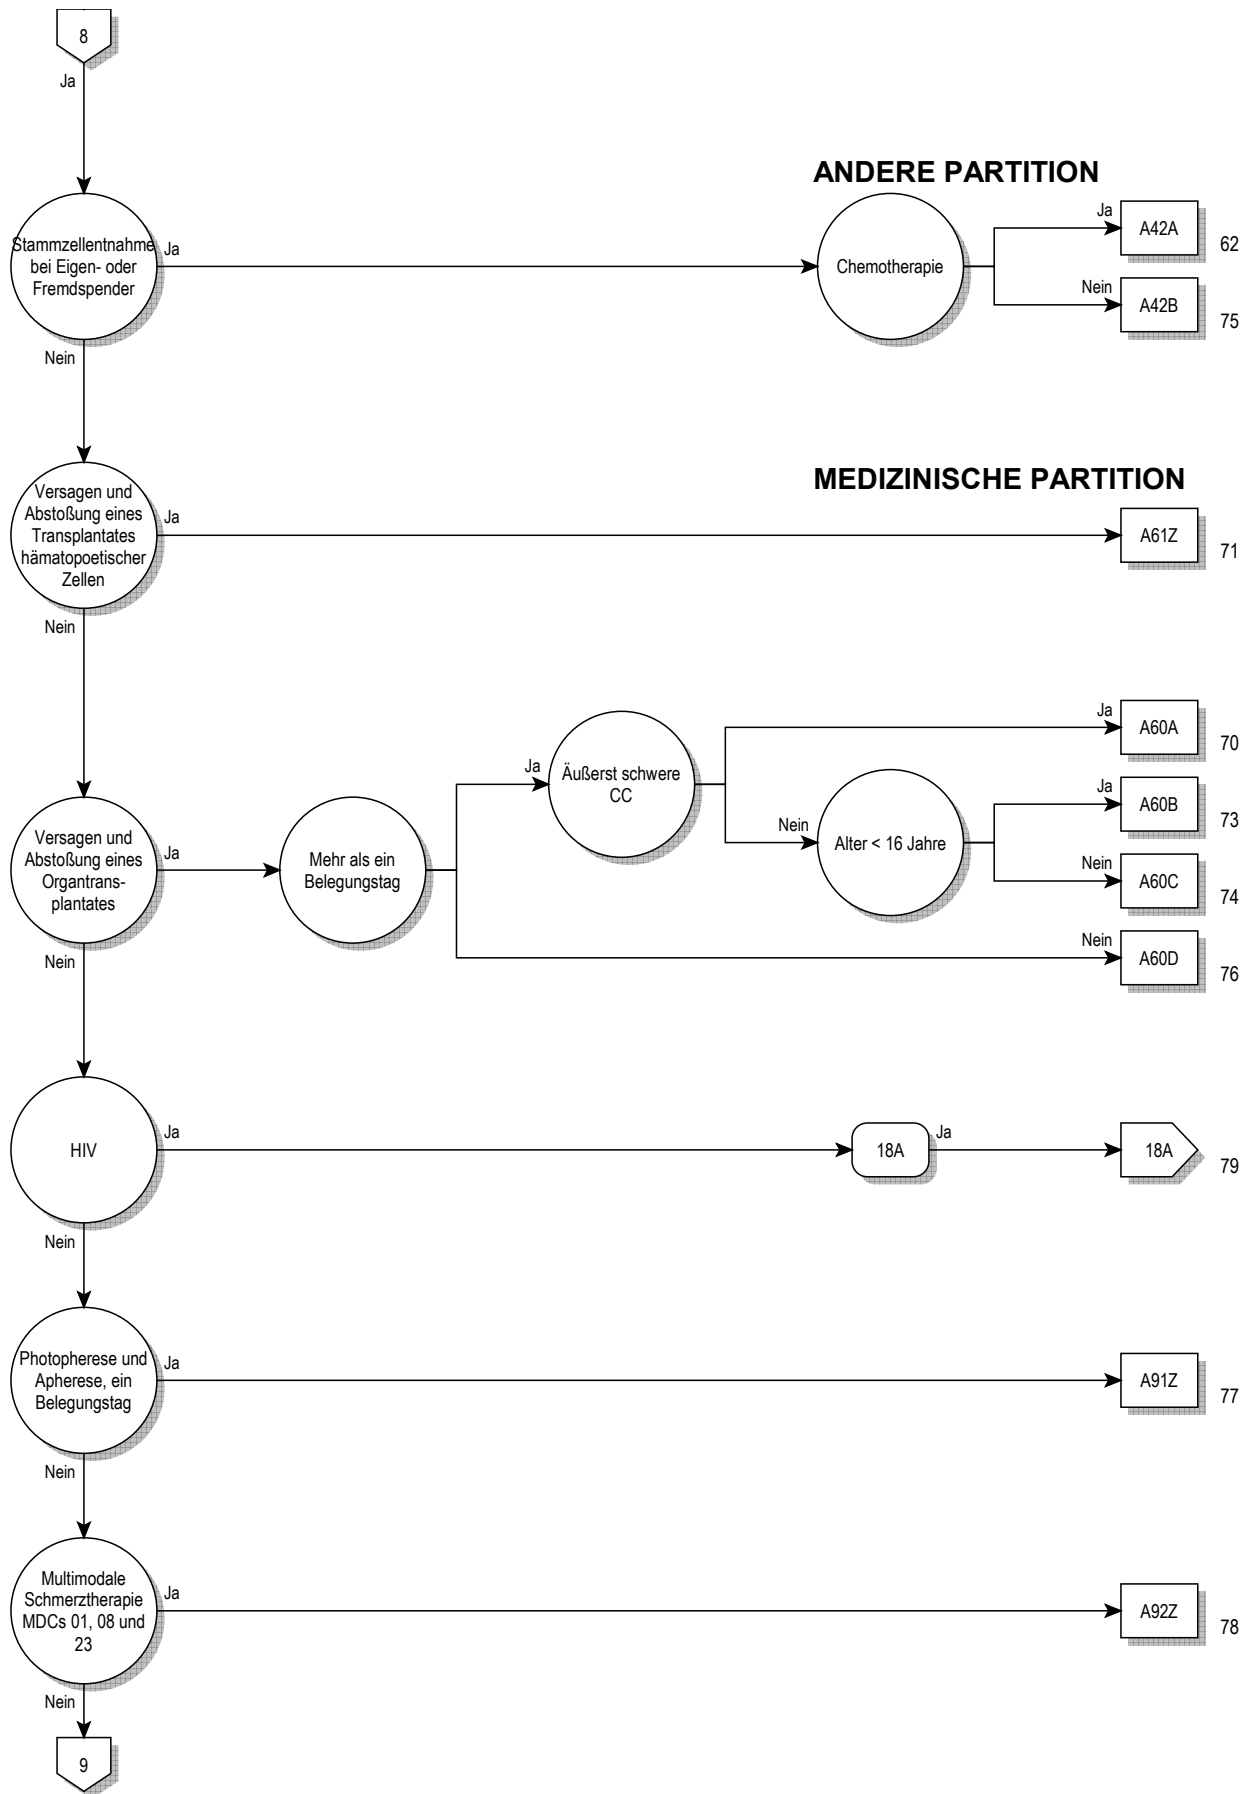 8
Ja
ANDERE PARTITION
Stammzellentnahme
bei Eigen- oder
Fremdspender
Ja
Chemotherapie
Ja
A42A
62
Nein
A42B
75
Nein
MEDIZINISCHE PARTITION
Versagen und
Abstoßung eines
Transplantates
hämatopoetischer
Zellen
Ja
A61Z
71
Nein
Versagen und
Abstoßung eines
Organtrans-
plantates
Ja
Mehr als ein
Belegungstag
Ja
Äußerst schwere
CC
Ja
A60A
70
Nein
Alter < 16 Jahre
Ja
A60B
73
Nein
A60C
74
Nein
A60D
76
Nein
HIV
Ja
18A
Ja
18A
79
Nein
Photopherese und
Apherese, ein
Belegungstag
Ja
A91Z
77
Nein
Multimodale
Schmerztherapie
MDCs 01, 08 und
23
Ja
A92Z
78
Nein
9